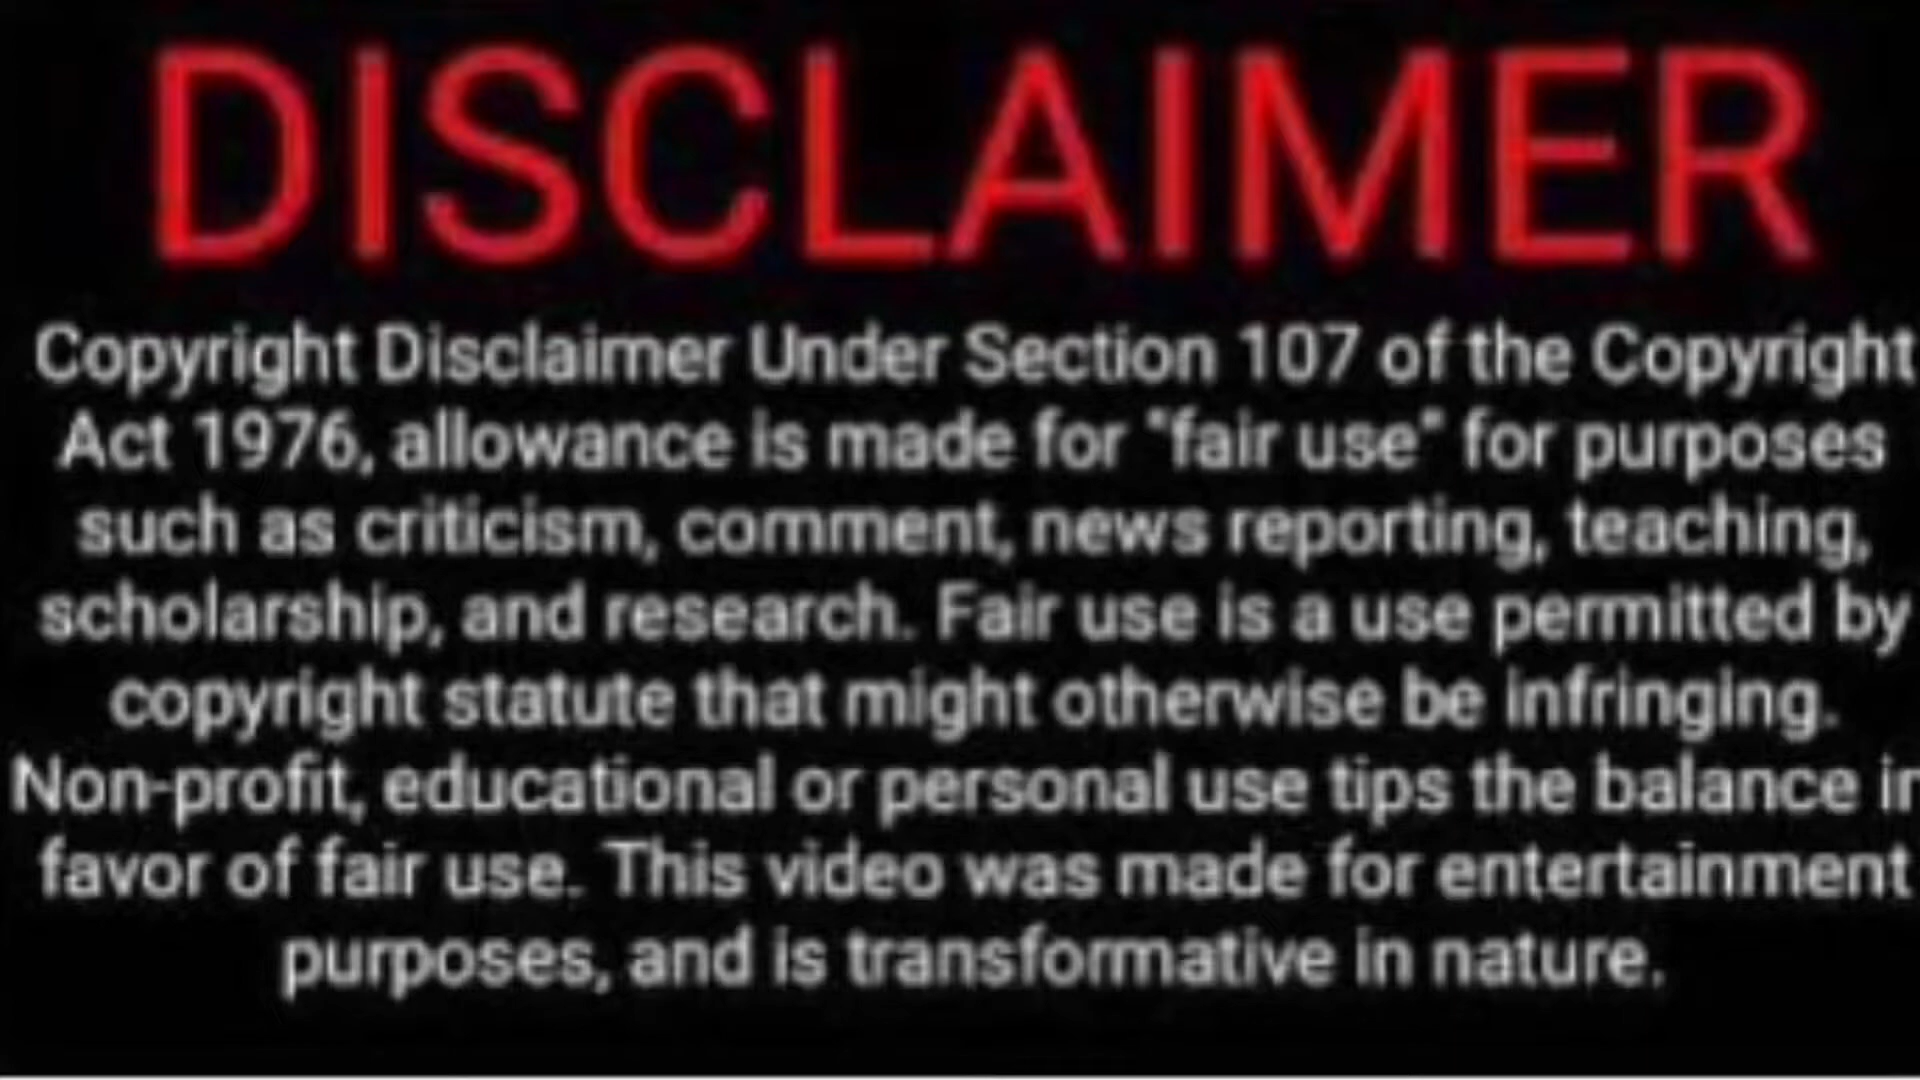 DISCLAIMER
Copyright Disclaimer Under Section 107 of the Copyright
Act 1976, allowance is made for "fair use" for purposes
such as criticism, comment, news reporting, teaching,
scholarship, and research. Fair use is a use permitted by
copyright statute that might otherwise be infringing.
Non-profit, educational or personal use tips the balance in
favor of fair use. This video was made for entertainment
purposes, and is transformative in nature.